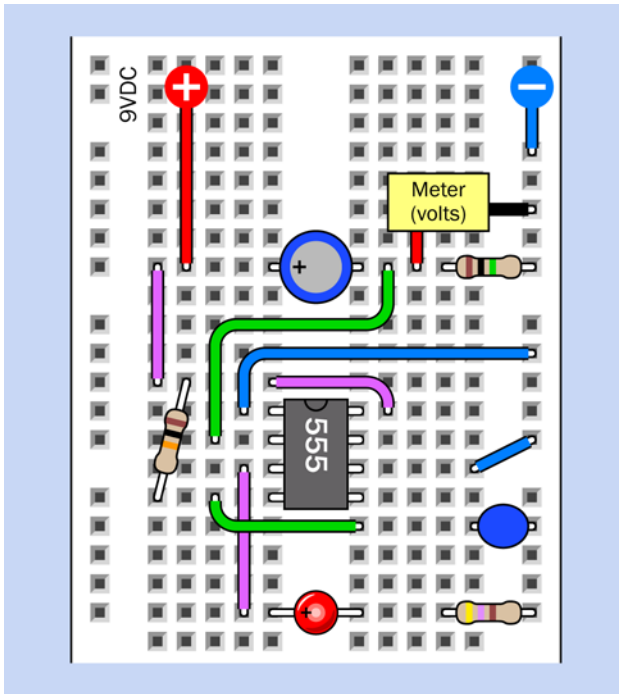 9VDC
+
−
Meter
(volts)
+
555
+